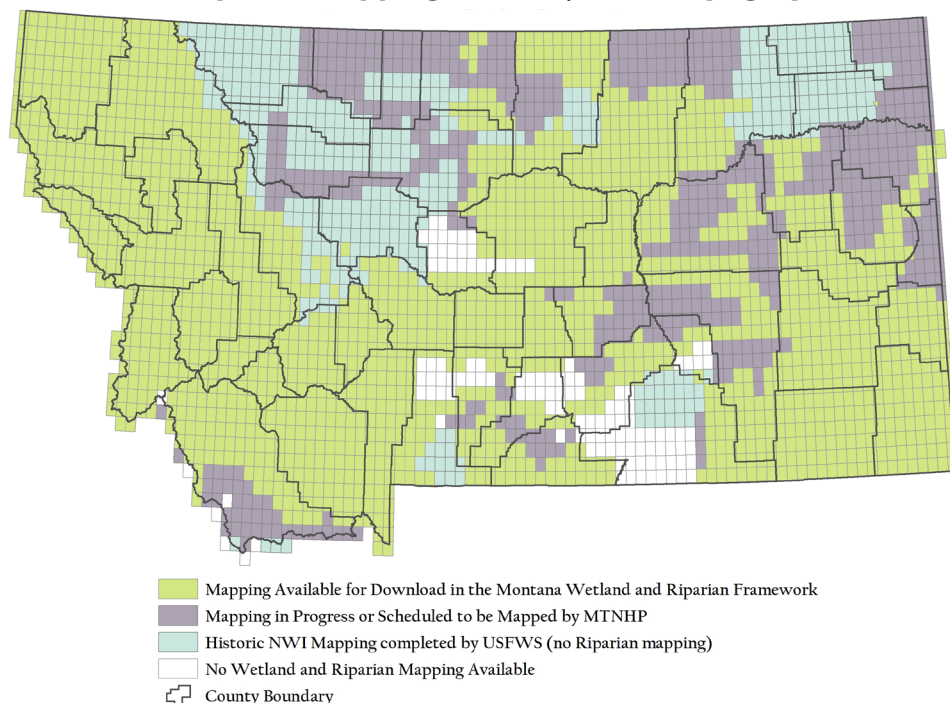 Mapping Available for Download in the Montana Wetland and Riparian Framework
Mapping in Progress or Scheduled to be Mapped by MTNHP
Historic NWI Mapping completed by USFWS (no Riparian mapping)
No Wetland and Riparian Mapping Available
County Boundary